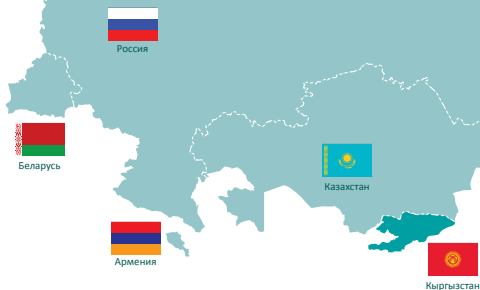 Россия
Беларусь
Казахстан
Армения
Кыргызстан